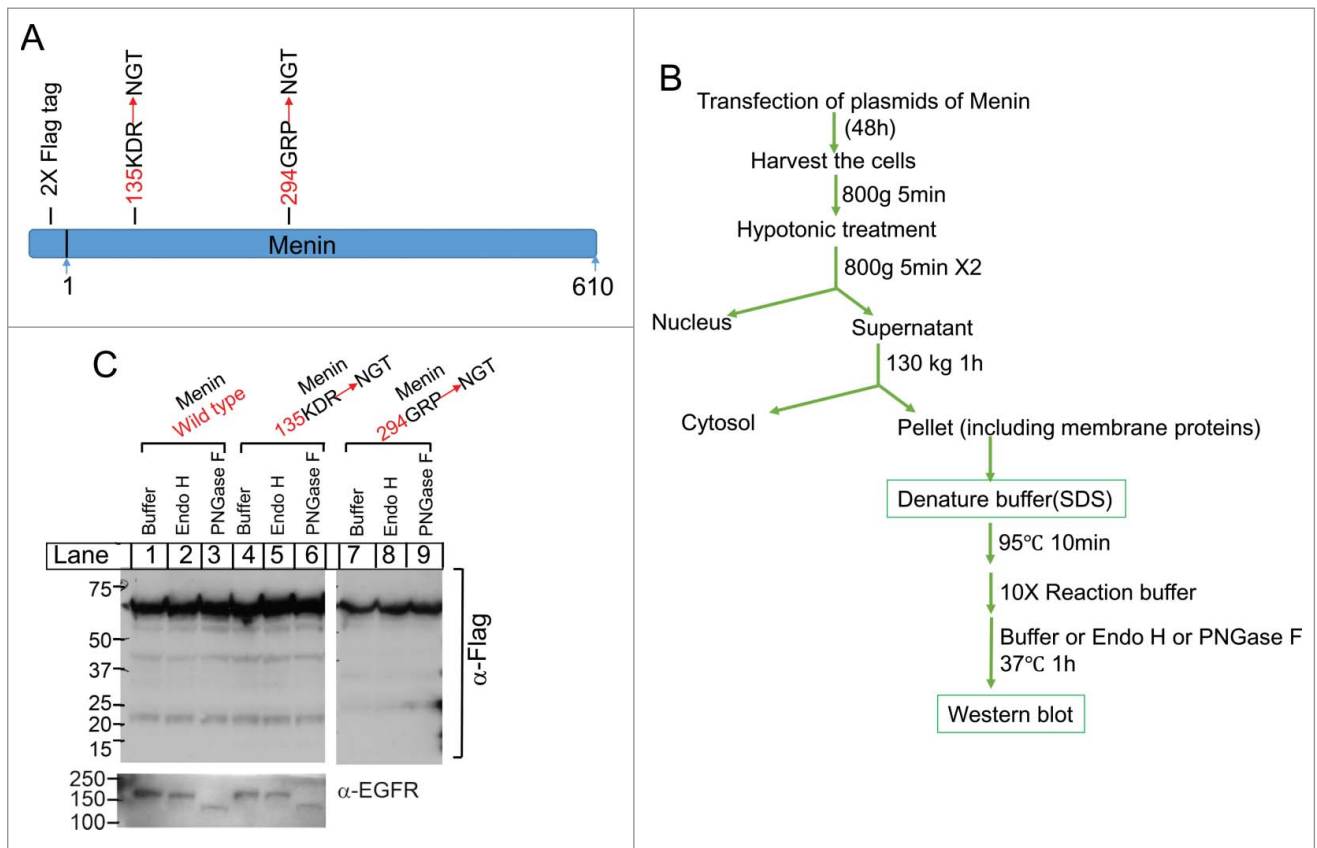 A
2X Flag tag
135KDR→NGT
294GRP→NGT
Menin
1
610
B
Transfection of plasmids of Menin
(48h)
Harvest the cells
800g 5min
Hypotonic treatment
800g 5min X2
Nucleus
Supernatant
130 kg 1h
Cytosol
Pellet (including membrane proteins)
Denature buffer(SDS)
95℃ 10min
10X Reaction buffer
Buffer or Endo H or PNGase F
37℃ 1h
Western blot
C
Menin
Wild type
Menin
135KDR→NGT
Menin
294GRP→NGT
Buffer
Endo H
PNGase F
Buffer
Endo H
PNGase F
Buffer
Endo H
PNGase F
Lane 1 2 3 4 5 6 7 8 9
75
50
37
25
20
15
α-Flag
250
150
100
α-EGFR